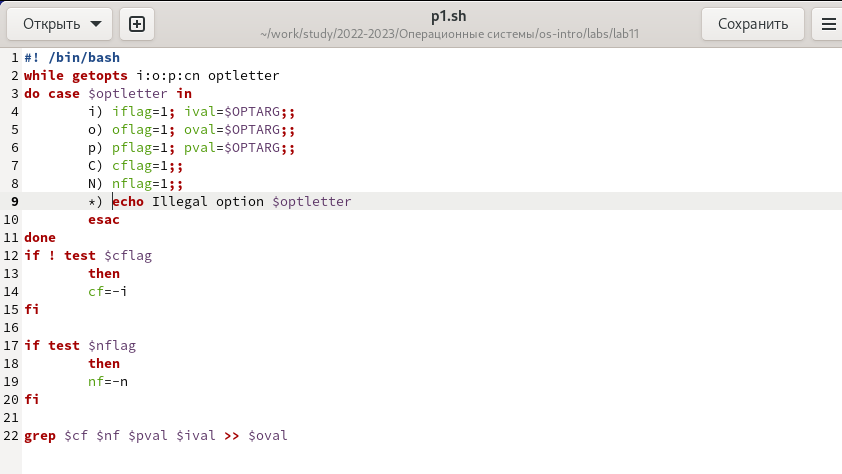 Открыть
p1.sh
~/work/study/2022-2023/Операционные системы/os-intro/labs/lab11
Сохранить
1 #! /bin/bash
2 while getopts i:o:p:cn optletter
3 do case $optletter in
4 i) iflag=1; ival=$OPTARG;;
5 o) oflag=1; oval=$OPTARG;;
6 p) pflag=1; pval=$OPTARG;;
7 C) cflag=1;;
8 N) nflag=1;;
9 *) echo Illegal option $optletter
10 esac
11 done
12 if ! test $cflag
13 then
14 cf=-i
15 fi
16
17 if test $nflag
18 then
19 nf=-n
20 fi
21
22 grep $cf $nf $pval $ival >> $oval